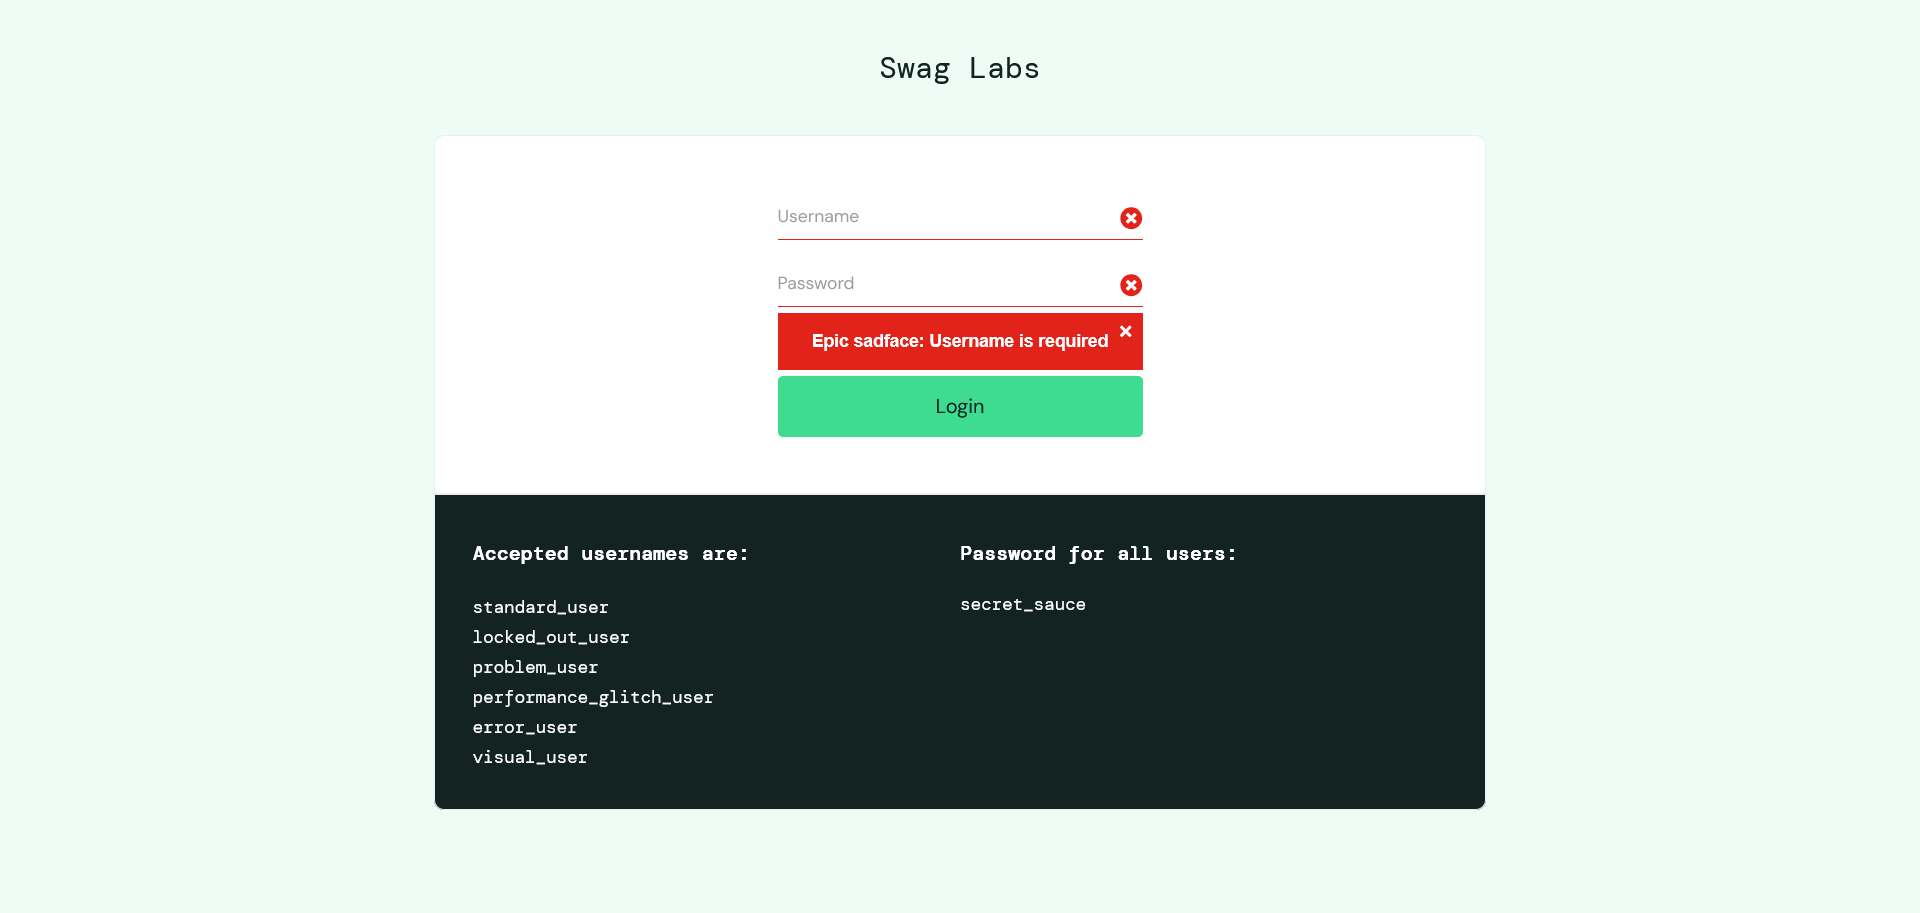 Swag Labs
Username
Password
Epic sadface: Username is required
Login
Accepted usernames are:
standard_user
locked_out_user
problem_user
performance_glitch_user
error_user
visual_user
Password for all users:
secret_sauce